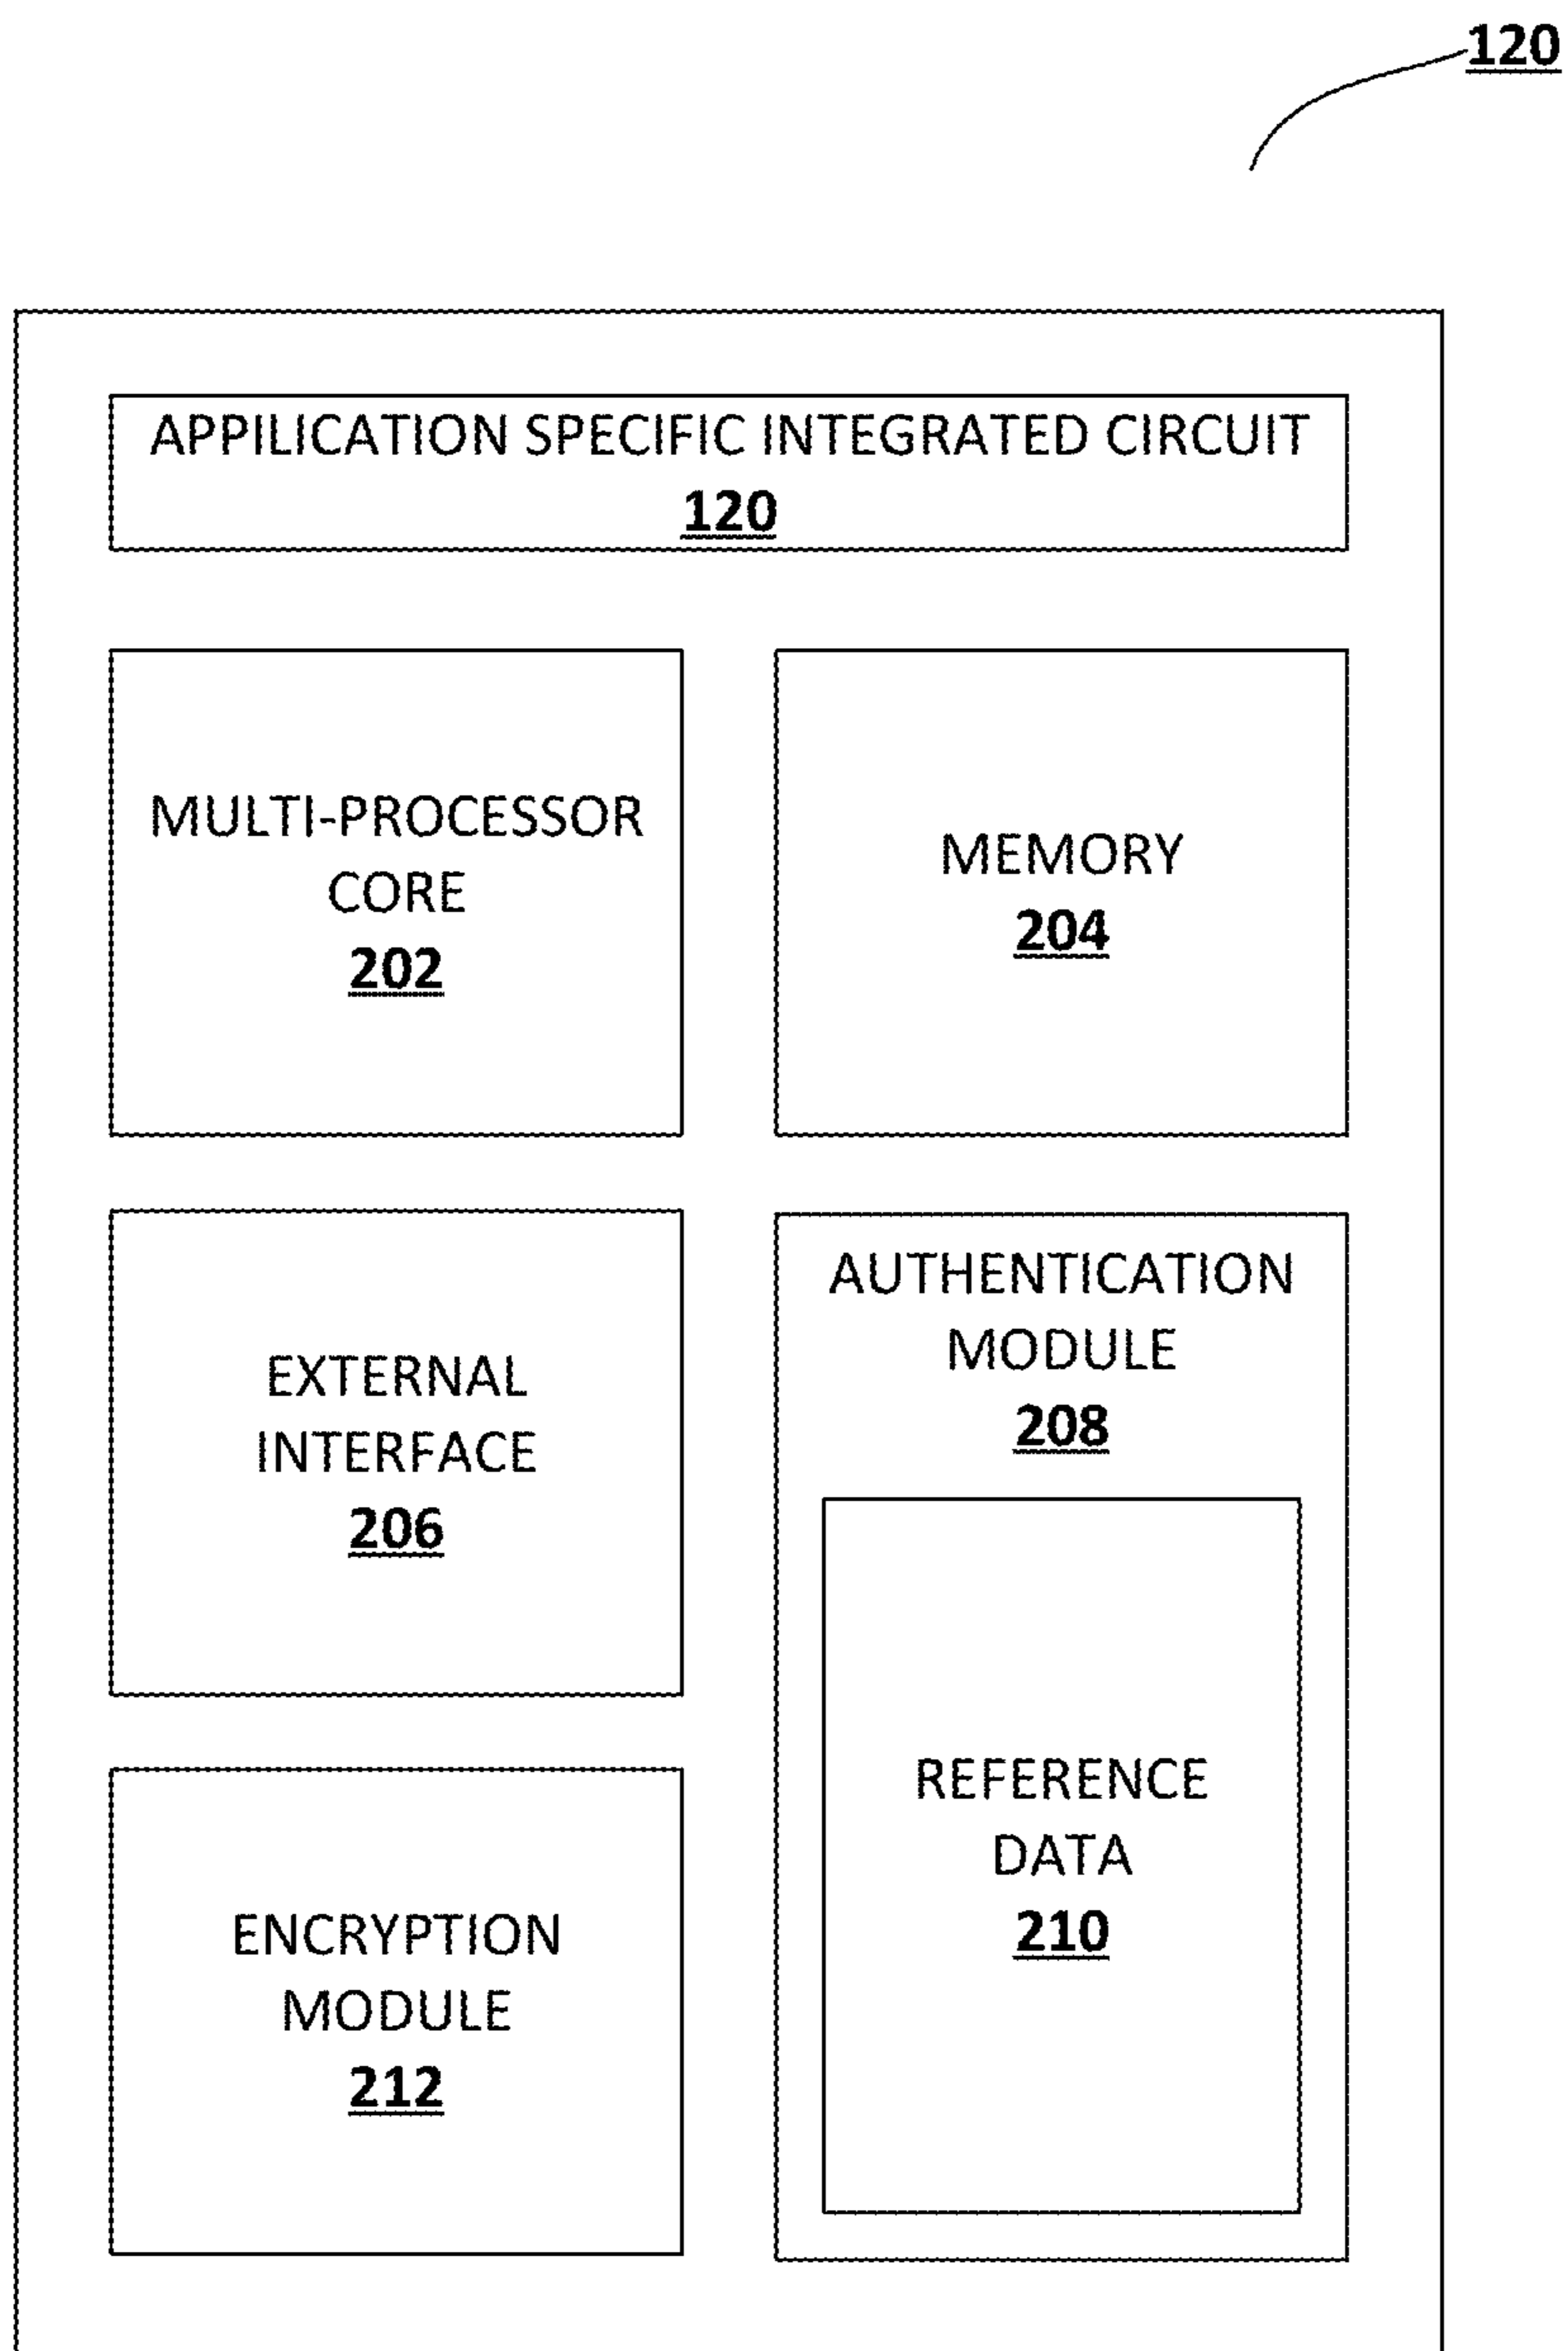 120
APPILICATION SPECIFIC INTEGRATED CIRCUIT
120
MULTI-PROCESSOR
CORE
202
MEMORY
204
EXTERNAL
INTERFACE
206
AUTHENTICATION
MODULE
208
REFERENCE
DATA
210
ENCRYPTION
MODULE
212